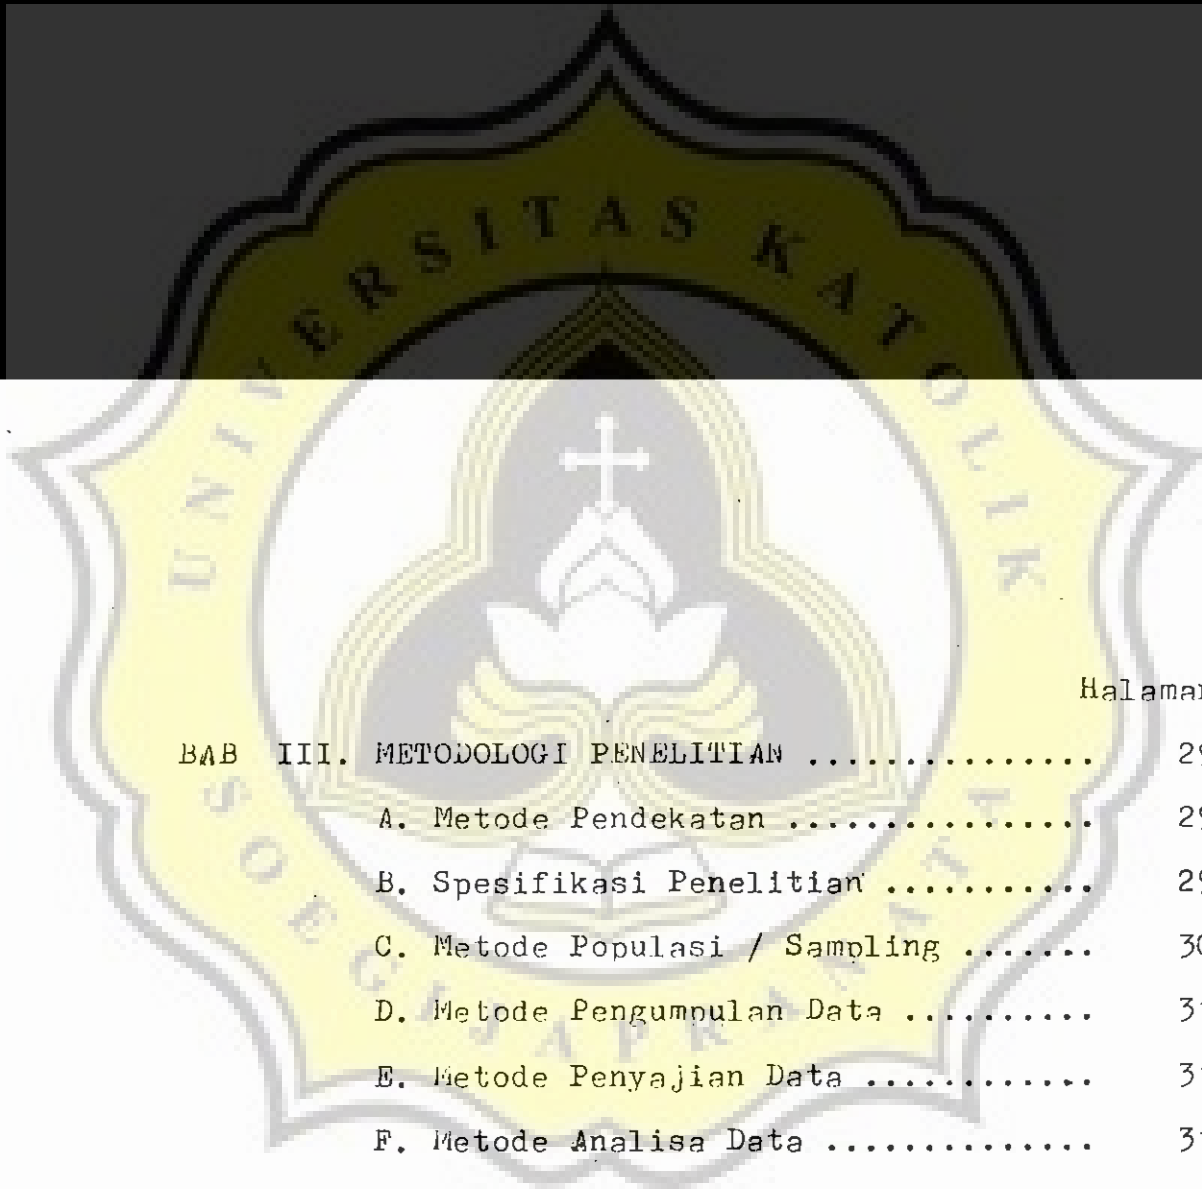 UNIVERSITAS KATOLIK
Halaman
BAB III. METODOLOGI PENELITIAN ...............
A. Metode Pendekatan ................
B. Spesifikasi Penelitian ...........
C. Metode Populasi / Sampling .......
D. Metode Pengumpulan Data ..........
E. Metode Penyajian Data ............
F. Metode Analisa Data ..............
SOEGIJAPRANATA